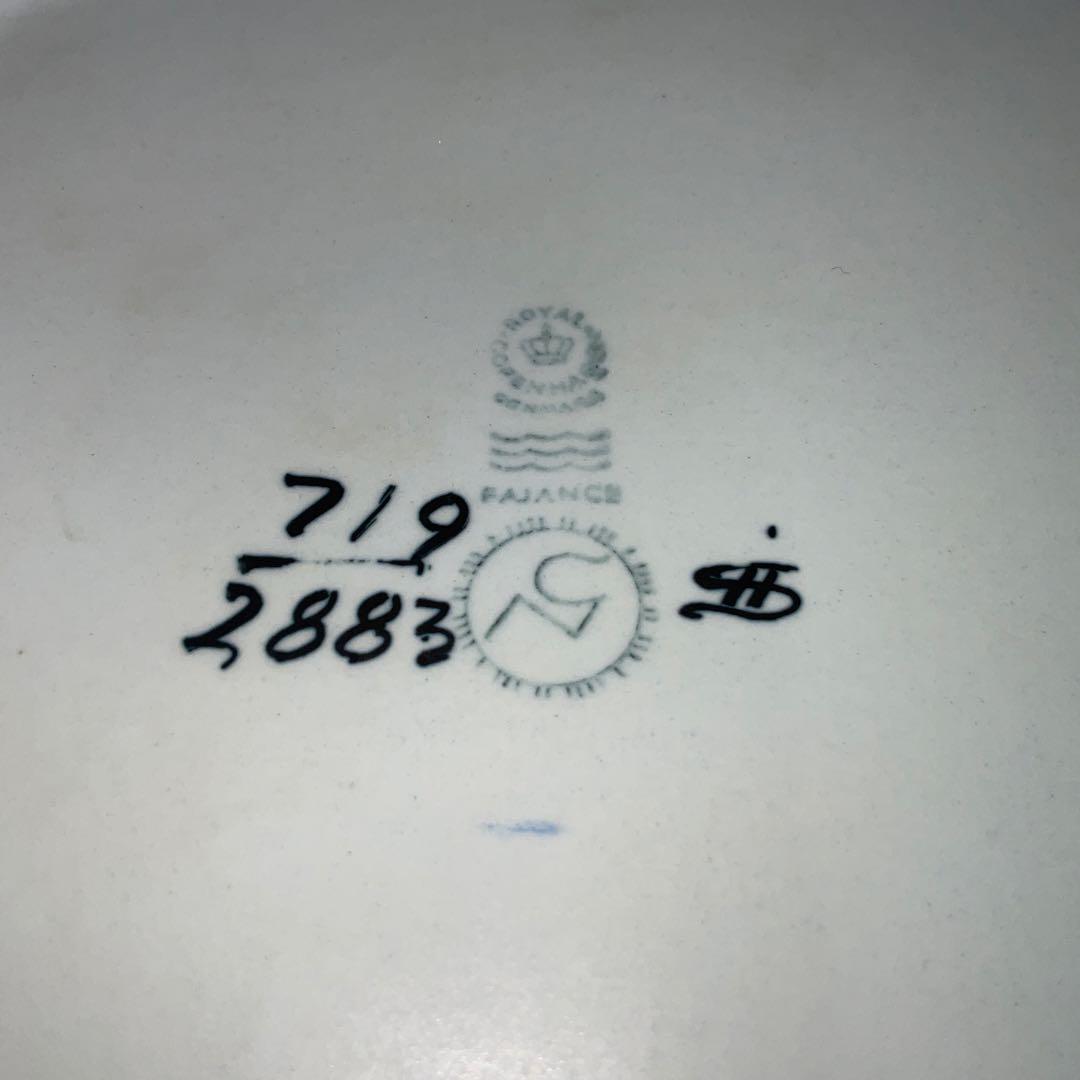 ROYAL COPENHAGEN
DENMARK
FAJANCE
719
2883